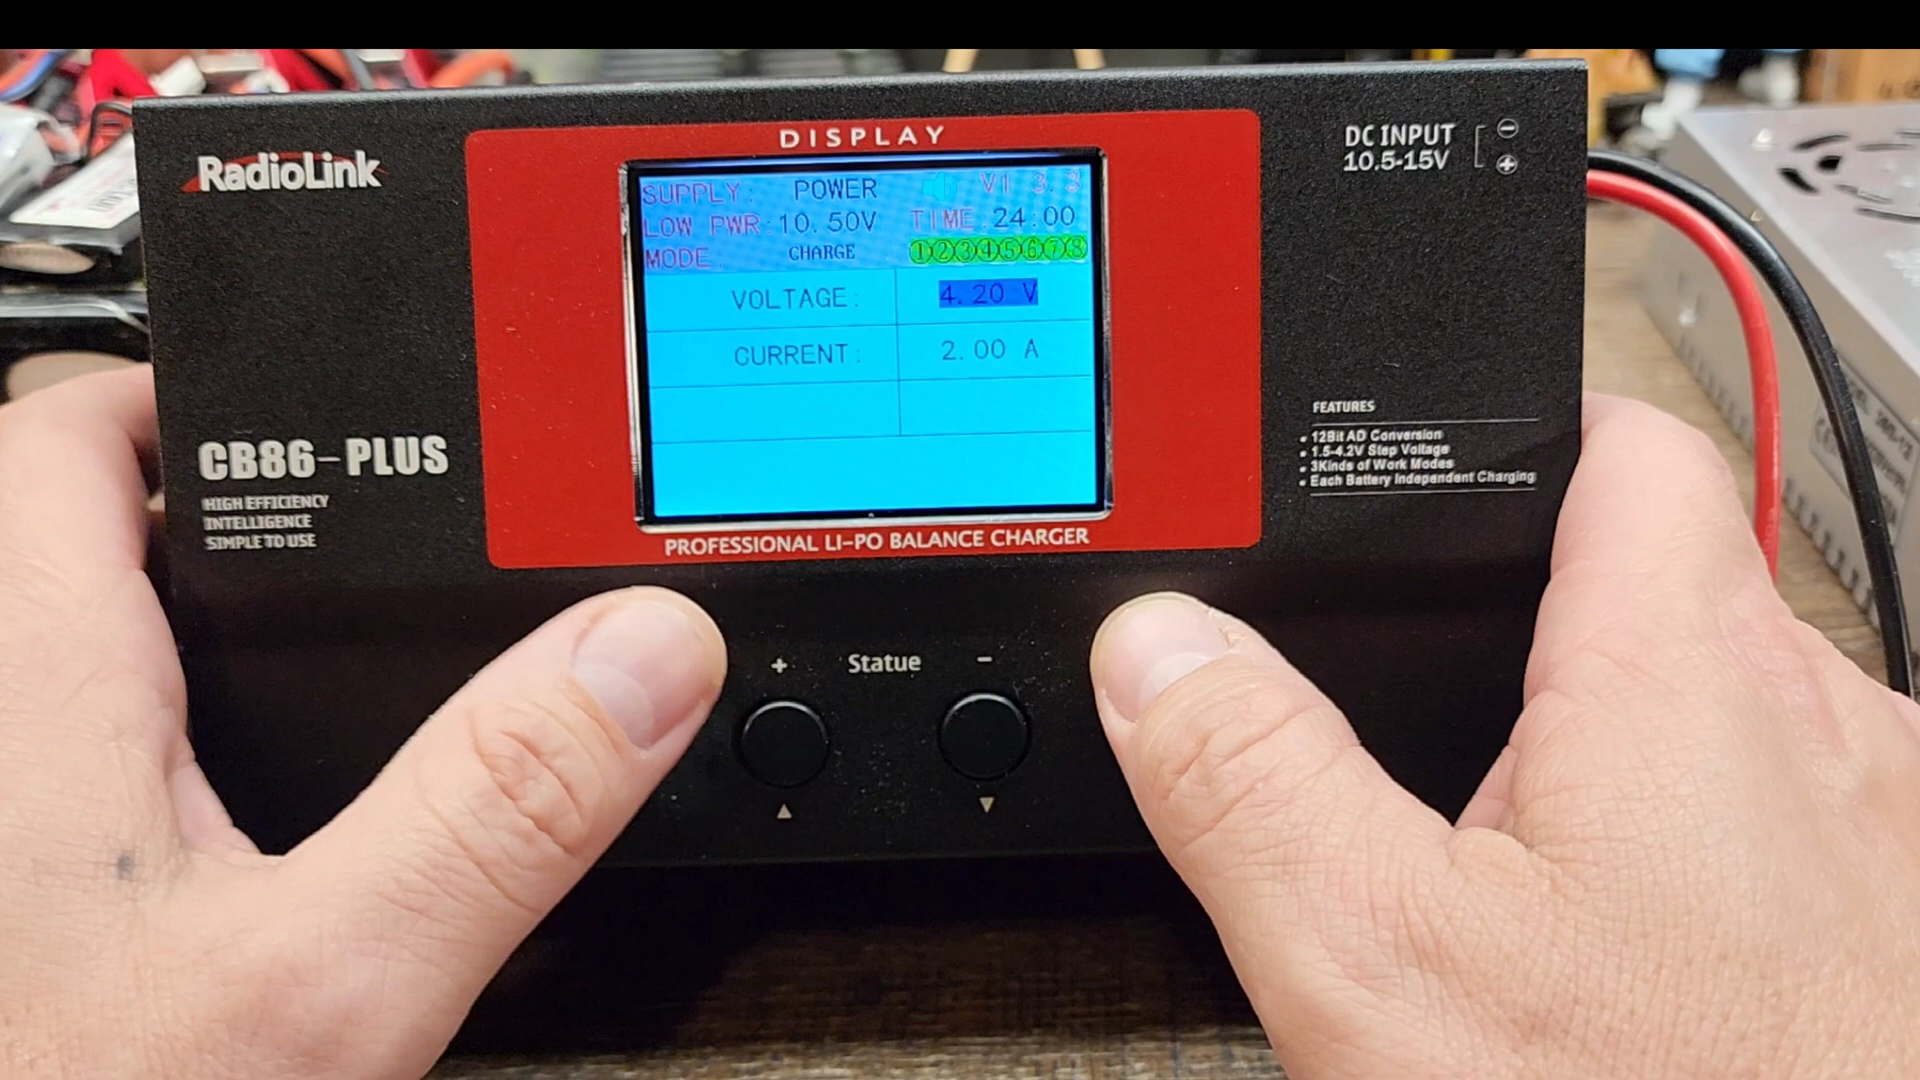 DISPLAY
RadioLink
DC INPUT
10.5-15V
SUPPLY: POWER V1 3.3
LOW PWR:10.50V TIME:24:00
MODE: CHARGE 12345678
VOLTAGE: 4.20 V
CURRENT: 2.00 A
CB86-PLUS
HIGH EFFICIENCY
INTELLIGENCE
SIMPLE TO USE
FEATURES
• 12Bit AD Conversion
• 1.5-4.2V Step Voltage
• 3Kinds of Work Modes
• Each Battery Independent Charging
PROFESSIONAL LI-PO BALANCE CHARGER
+ Statue -